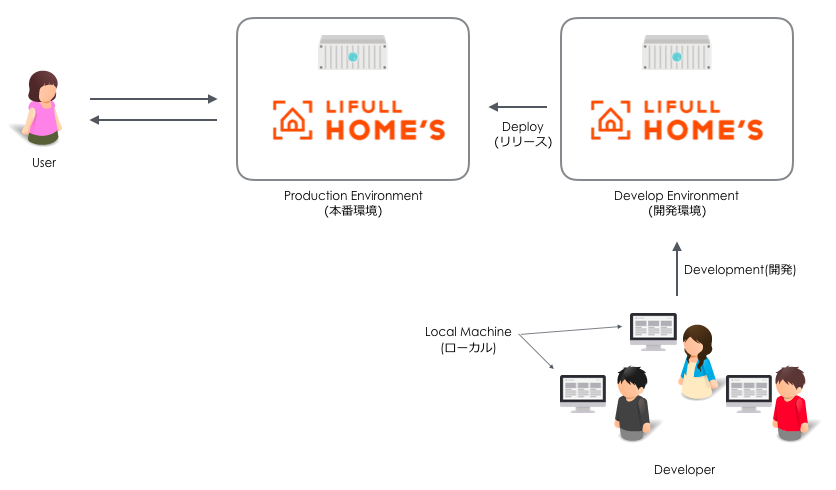 LIFULL
HOME'S
LIFULL
HOME'S
Deploy
(リリース)
User
Production Environment
(本番環境)
Develop Environment
(開発環境)
Development(開発)
Local Machine
(ローカル)
Developer